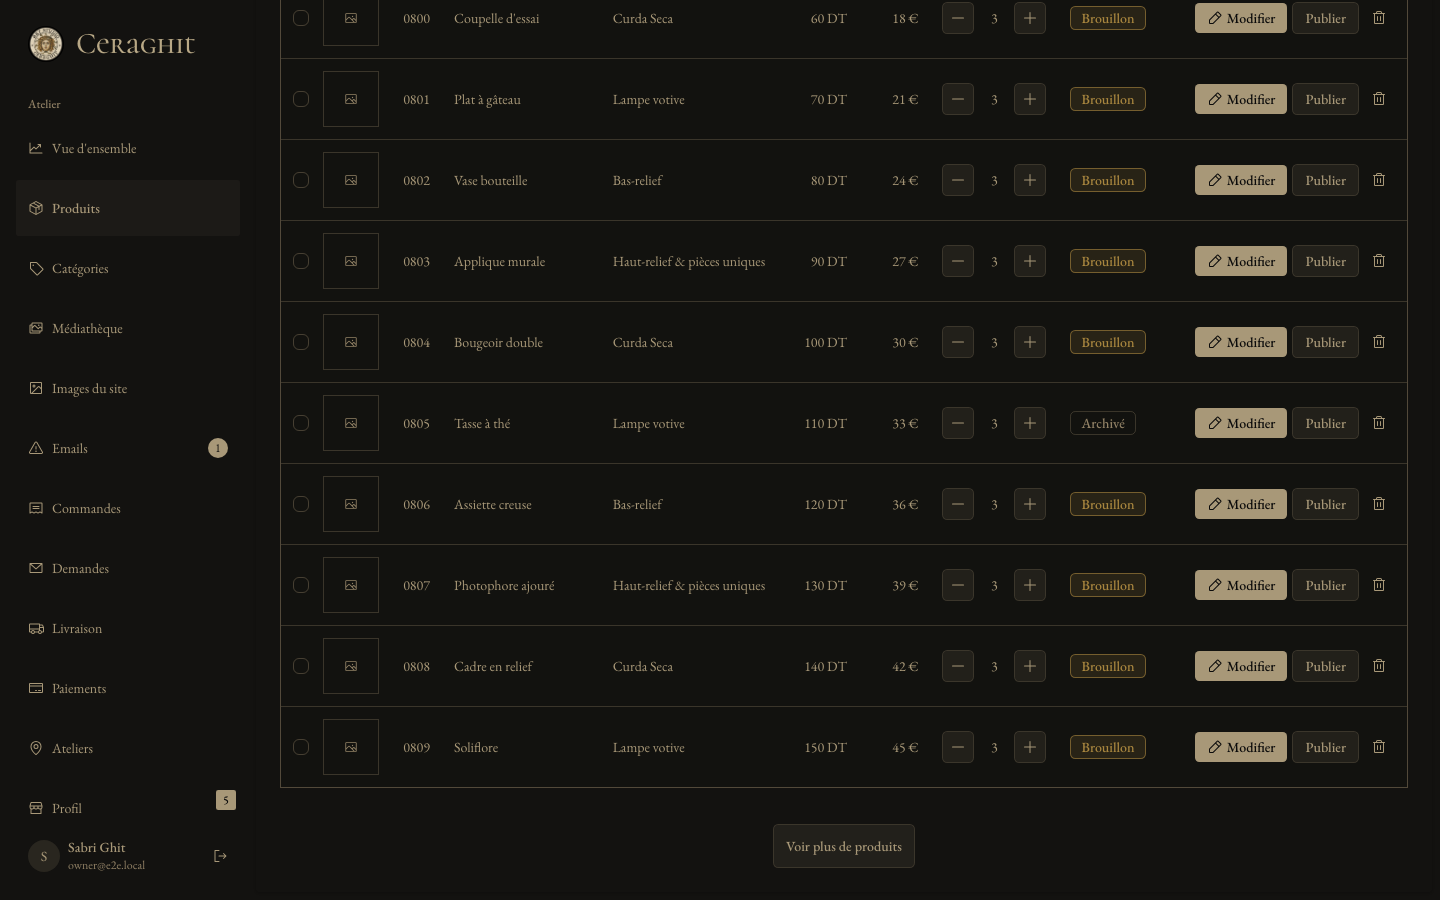 Ceraghit
Atelier
Vue d'ensemble
Produits
Catégories
Médiathèque
Images du site
Emails 1
Commandes
Demandes
Livraison
Paiements
Ateliers
Profil 5
S Sabri Ghit
owner@e2e.local
0800 Coupelle d'essai Curda Seca 60 DT 18 € 3 Brouillon Modifier Publier
0801 Plat à gâteau Lampe votive 70 DT 21 € 3 Brouillon Modifier Publier
0802 Vase bouteille Bas-relief 80 DT 24 € 3 Brouillon Modifier Publier
0803 Applique murale Haut-relief & pièces uniques 90 DT 27 € 3 Brouillon Modifier Publier
0804 Bougeoir double Curda Seca 100 DT 30 € 3 Brouillon Modifier Publier
0805 Tasse à thé Lampe votive 110 DT 33 € 3 Archivé Modifier Publier
0806 Assiette creuse Bas-relief 120 DT 36 € 3 Brouillon Modifier Publier
0807 Photophore ajouré Haut-relief & pièces uniques 130 DT 39 € 3 Brouillon Modifier Publier
0808 Cadre en relief Curda Seca 140 DT 42 € 3 Brouillon Modifier Publier
0809 Soliflore Lampe votive 150 DT 45 € 3 Brouillon Modifier Publier
Voir plus de produits